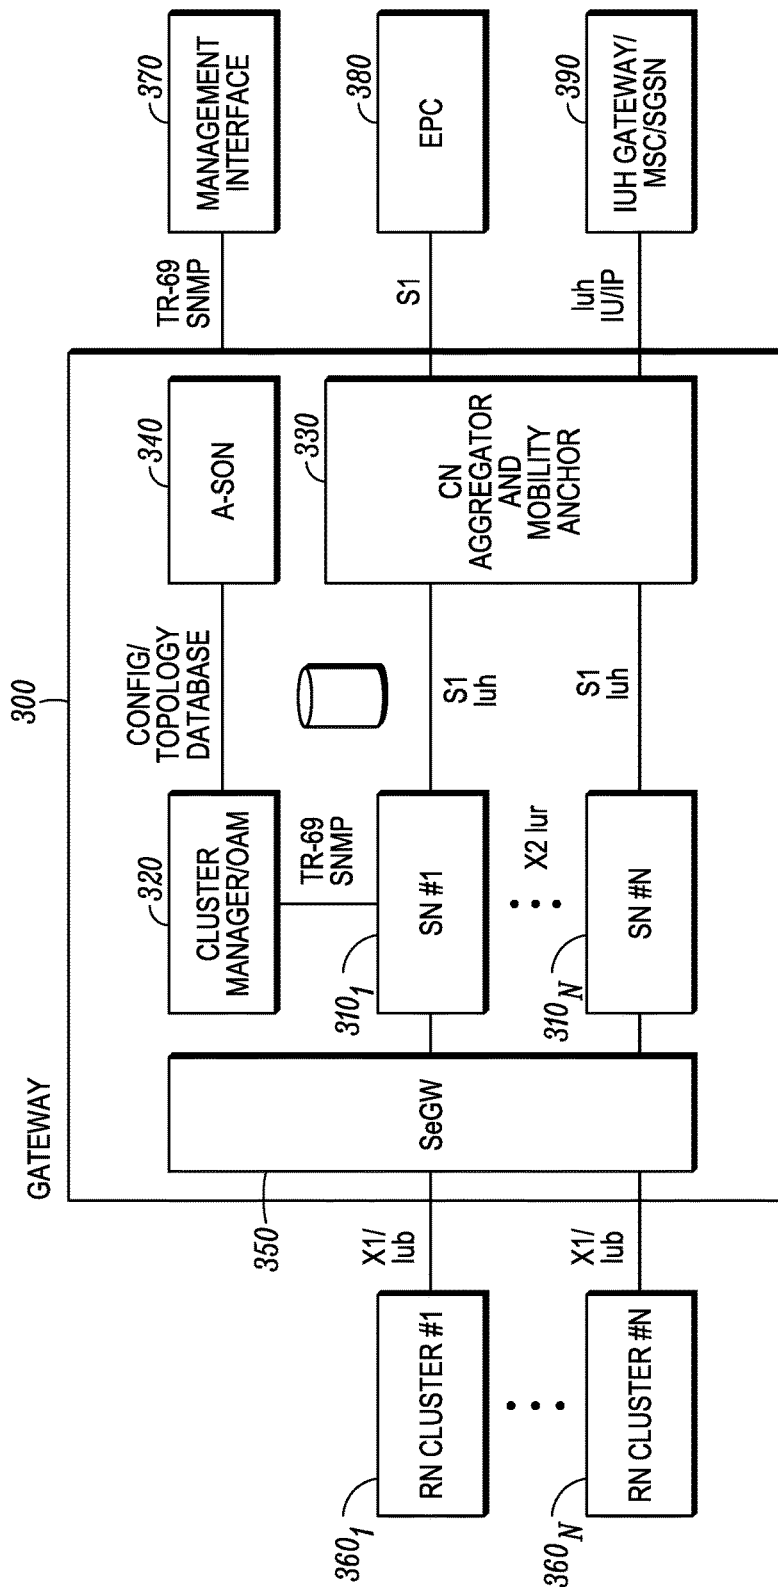 300
GATEWAY
320
CLUSTER
MANAGER/OAM
CONFIG/
TOPOLOGY
DATABASE
340
A-SON
TR-69
SNMP
370
MANAGEMENT
INTERFACE
350
SeGW
TR-69
SNMP
360₁
RN CLUSTER #1
X1/
Iub
310₁
SN #1
S1
Iuh
330
CN
AGGREGATOR
AND
MOBILITY
ANCHOR
S1
380
EPC
X2 Iur
360N
RN CLUSTER #N
X1/
Iub
310N
SN #N
S1
Iuh
Iuh
IU/IP
390
IUH GATEWAY/
MSC/SGSN